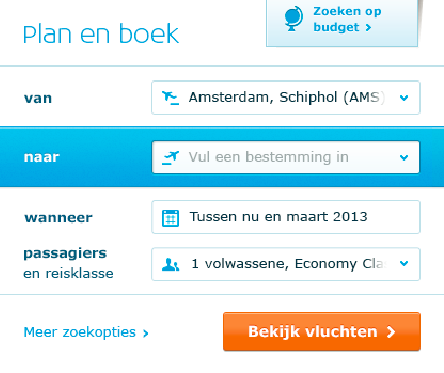 Zoeken op
budget ›
Plan en boek
van
Amsterdam, Schiphol (AMS)
naar
Vul een bestemming in
wanneer
Tussen nu en maart 2013
passagiers
en reisklasse
1 volwassene, Economy Cla
Meer zoekopties ›
Bekijk vluchten ›